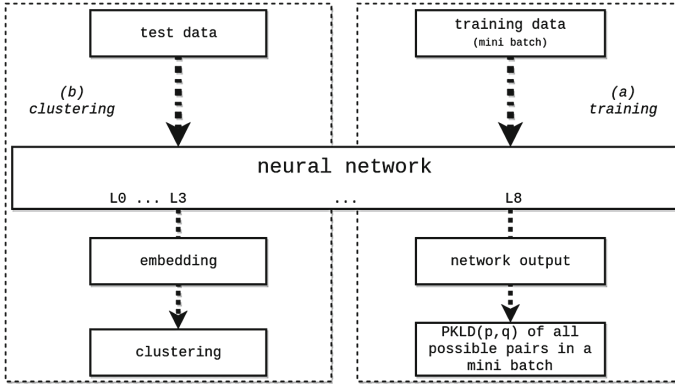 test data
training data
(mini batch)
(b)
clustering
(a)
training
neural network
L0 ... L3 ... L8
embedding
network output
clustering
PKLD(p,q) of all
possible pairs in a
mini batch